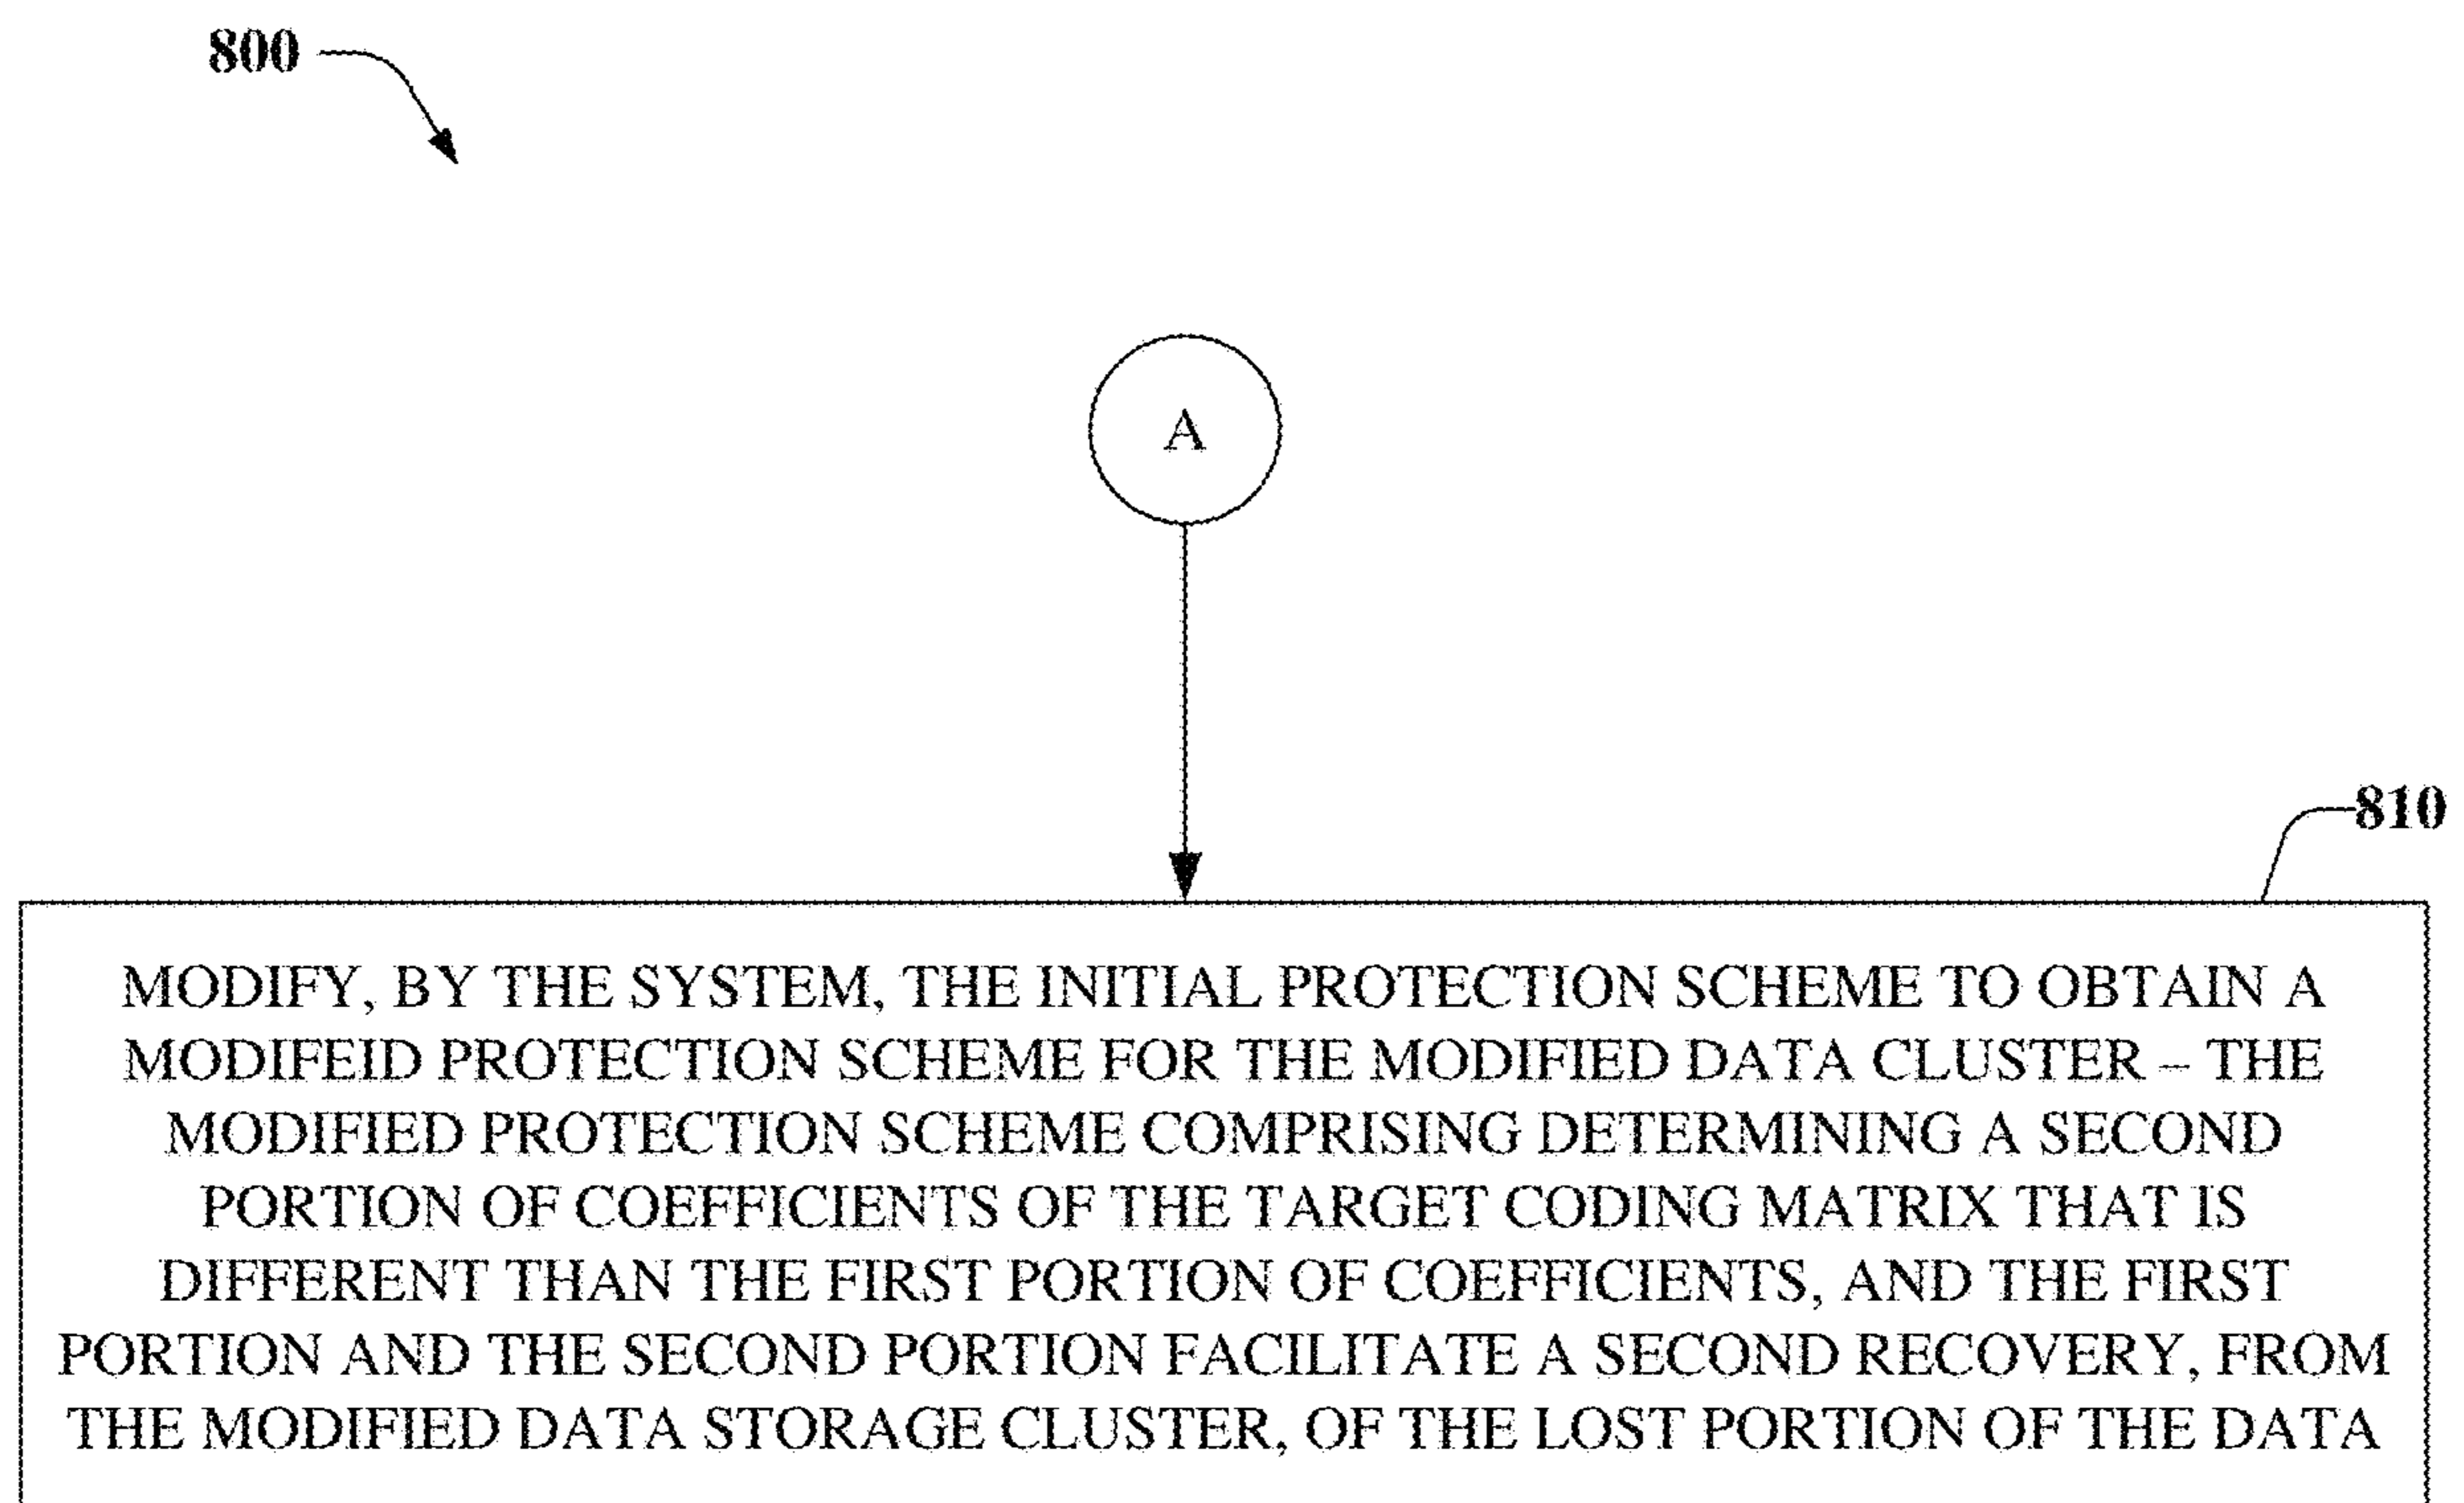 800
A
810
MODIFY, BY THE SYSTEM, THE INITIAL PROTECTION SCHEME TO OBTAIN A
MODIFEID PROTECTION SCHEME FOR THE MODIFIED DATA CLUSTER – THE
MODIFIED PROTECTION SCHEME COMPRISING DETERMINING A SECOND
PORTION OF COEFFICIENTS OF THE TARGET CODING MATRIX THAT IS
DIFFERENT THAN THE FIRST PORTION OF COEFFICIENTS, AND THE FIRST
PORTION AND THE SECOND PORTION FACILITATE A SECOND RECOVERY, FROM
THE MODIFIED DATA STORAGE CLUSTER, OF THE LOST PORTION OF THE DATA